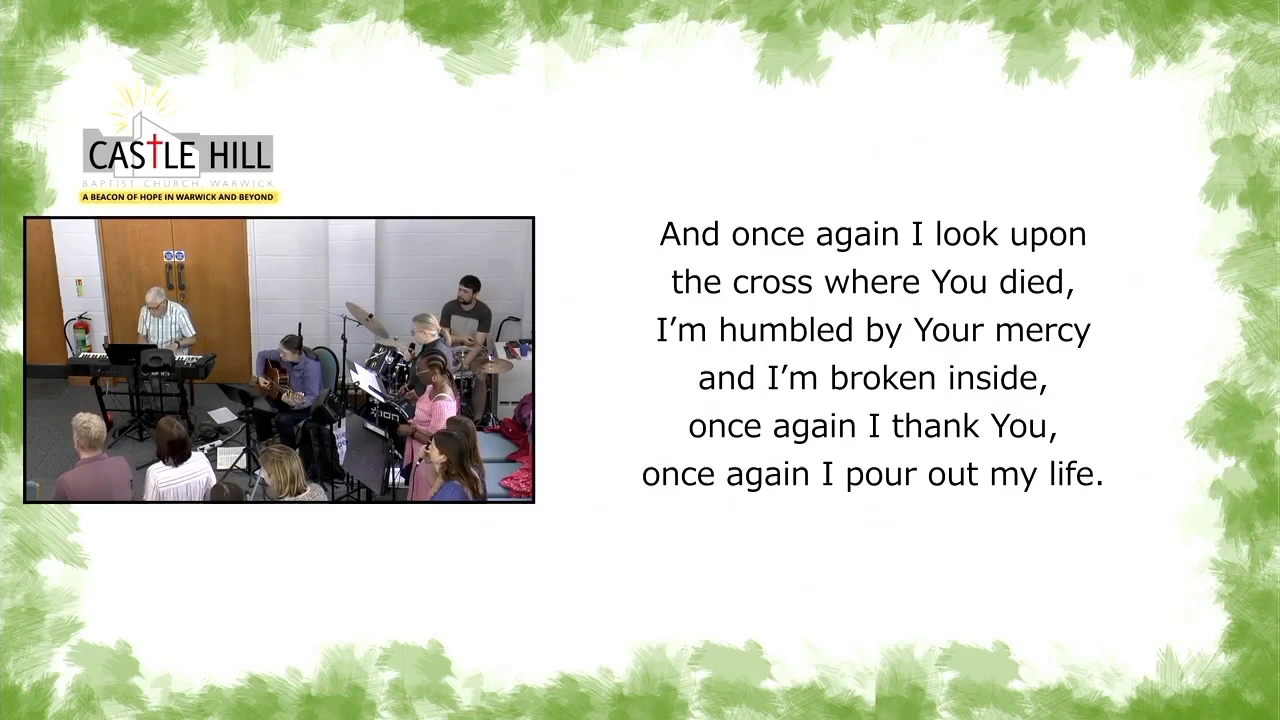 CASTLE HILL
BAPTIST CHURCH, WARWICK
A BEACON OF HOPE IN WARWICK AND BEYOND
And once again I look upon
the cross where You died,
I’m humbled by Your mercy
and I’m broken inside,
once again I thank You,
once again I pour out my life.